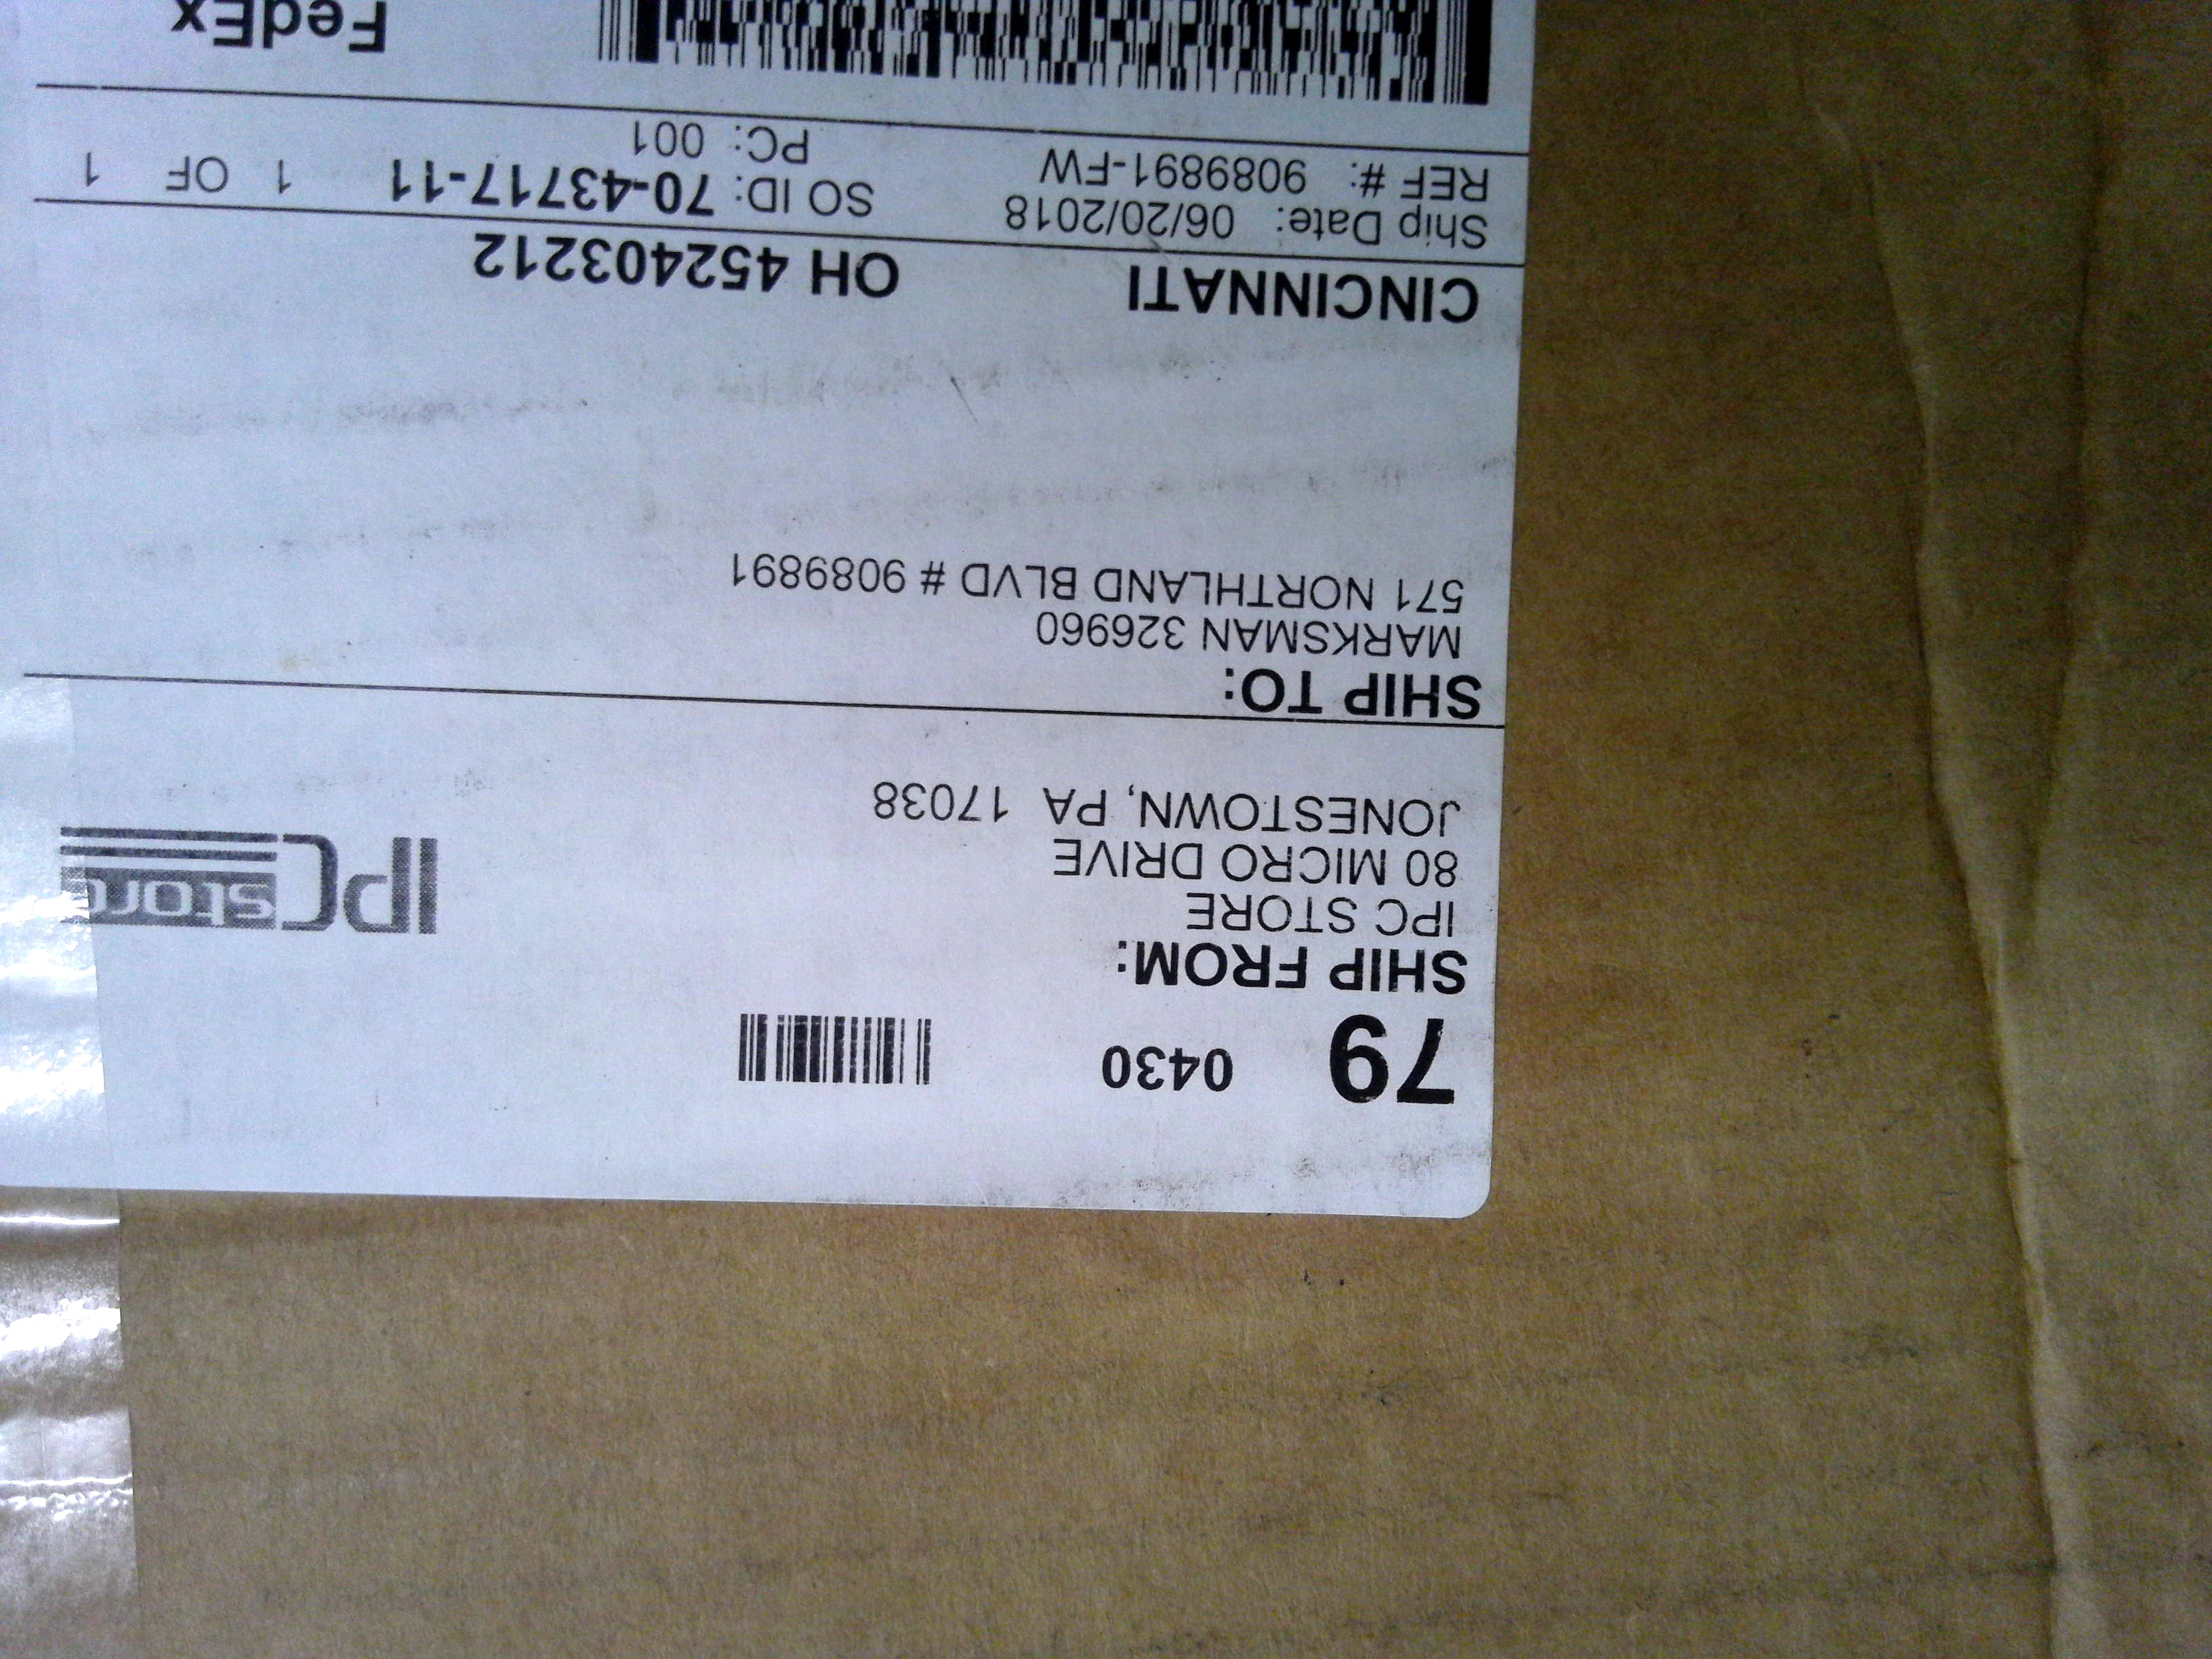 79 0430
SHIP FROM:
IPC STORE
80 MICRO DRIVE
JONESTOWN, PA 17038
IPC store
SHIP TO:
MARKSMAN 326960
571 NORTHLAND BLVD # 9089891
CINCINNATI OH 452403212
Ship Date: 06/20/2018 SO ID: 70-43717-11 1 OF 1
REF #: 9089891-FW PC: 001
FedEx